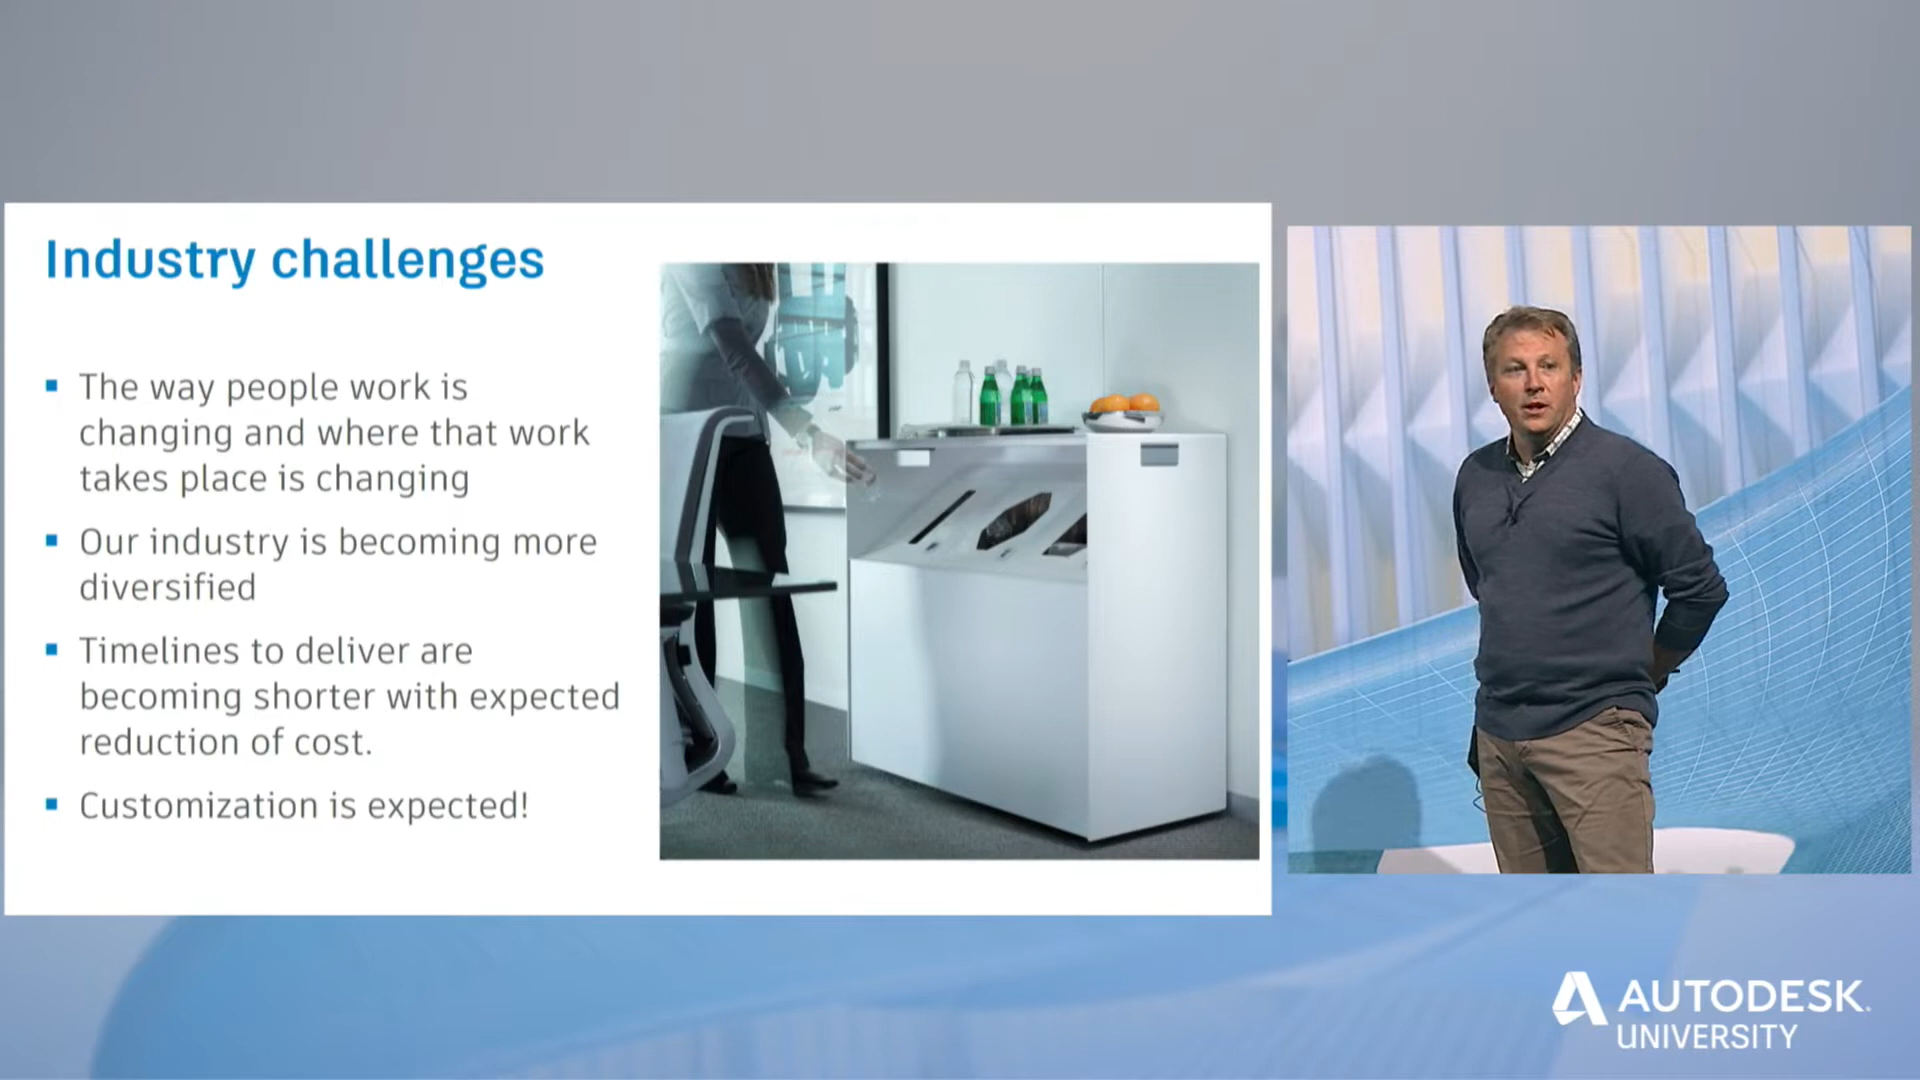 Industry challenges
The way people work is
changing and where that work
takes place is changing
Our industry is becoming more
diversified
Timelines to deliver are
becoming shorter with expected
reduction of cost.
Customization is expected!
AUTODESK.
UNIVERSITY